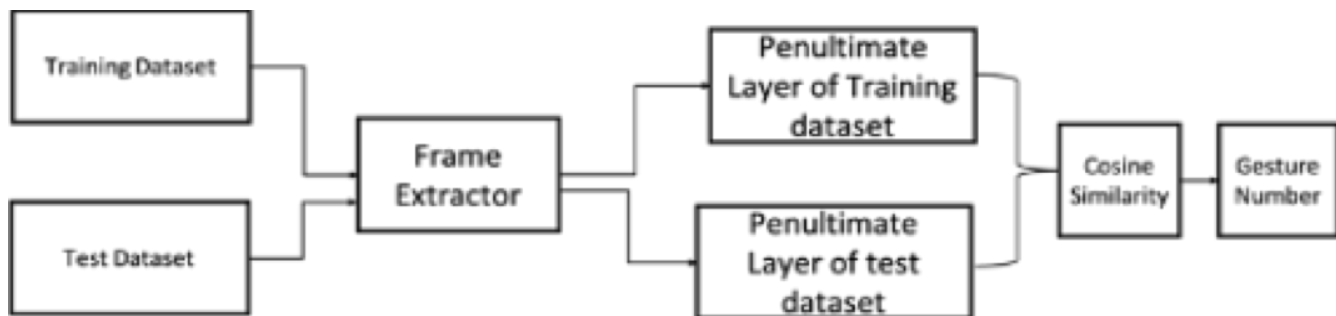 Training Dataset
Test Dataset
Frame
Extractor
Penultimate
Layer of Training
dataset
Penultimate
Layer of test
dataset
Cosine
Similarity
Gesture
Number